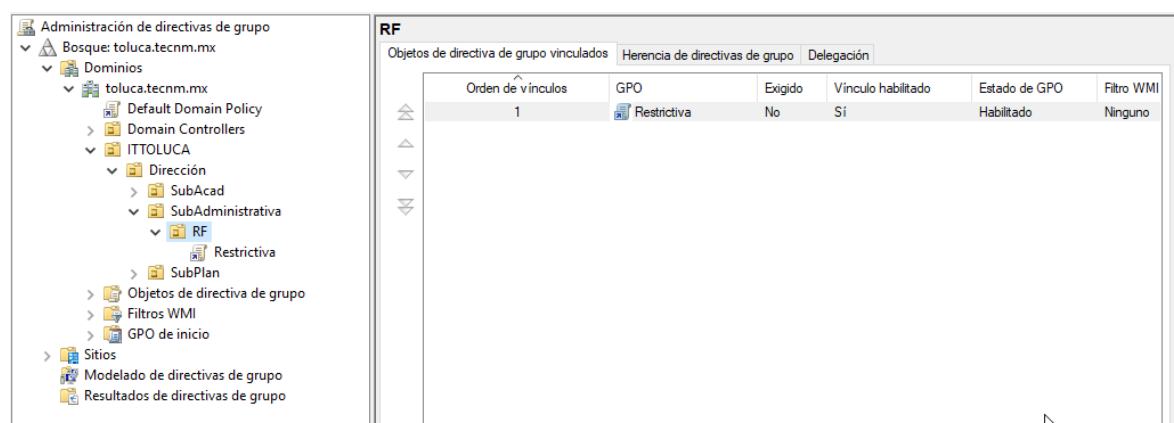 Administración de directivas de grupo
Bosque: toluca.tecnm.mx
Dominios
toluca.tecnm.mx
Default Domain Policy
Domain Controllers
ITTOLUCA
Dirección
SubAcad
SubAdministrativa
RF
Restrictiva
SubPlan
Objetos de directiva de grupo
Filtros WMI
GPO de inicio
Sitios
Modelado de directivas de grupo
Resultados de directivas de grupo
RF
Objetos de directiva de grupo vinculados Herencia de directivas de grupo Delegación
Orden de vínculos GPO Exigido Vínculo habilitado Estado de GPO Filtro WMI
1 Restrictiva No Sí Habilitado Ninguno